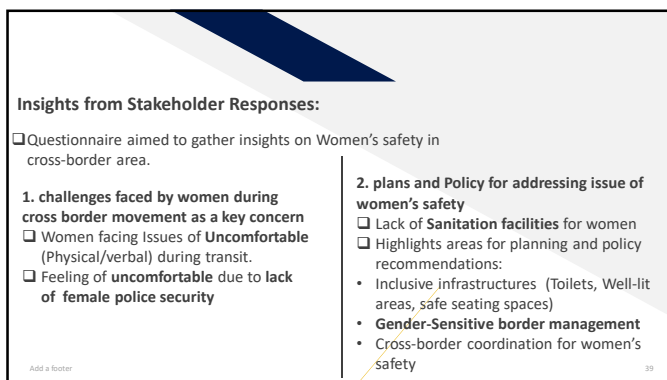 Insights from Stakeholder Responses:
❑Questionnaire aimed to gather insights on Women’s safety in
cross-border area.
1. challenges faced by women during
cross border movement as a key concern
❑ Women facing Issues of Uncomfortable
(Physical/verbal) during transit.
❑ Feeling of uncomfortable due to lack
of female police security
2. plans and Policy for addressing issue of
women’s safety
❑ Lack of Sanitation facilities for women
❑ Highlights areas for planning and policy
recommendations:
• Inclusive infrastructures (Toilets, Well-lit
areas, safe seating spaces)
• Gender-Sensitive border management
• Cross-border coordination for women’s
safety
Add a footer
39